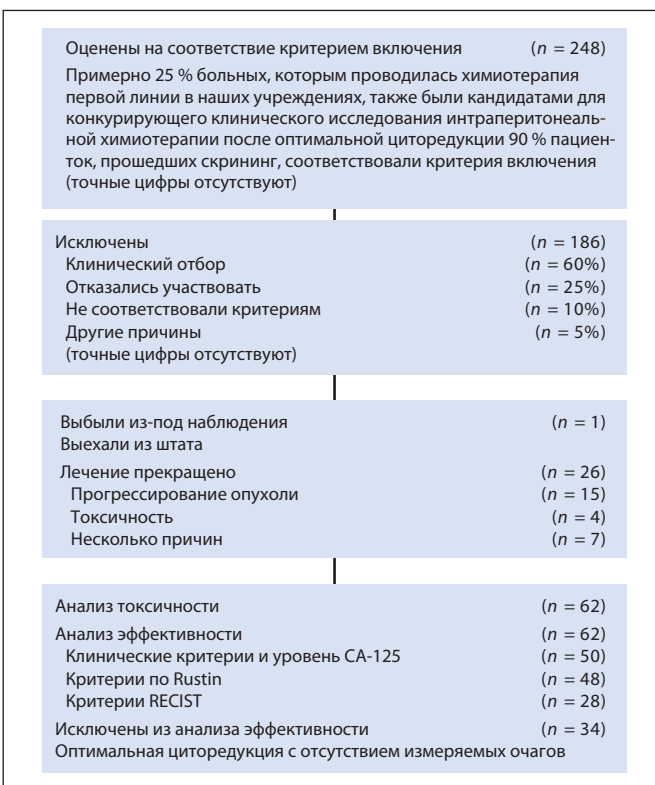 Оценены на соответствие критерием включения (n = 248)
Примерно 25 % больных, которым проводилась химиотерапия
первой линии в наших учреждениях, также были кандидатами для
конкурирующего клинического исследования интраперитонеаль-
ной химиотерапии после оптимальной циторедукции 90 % пациен-
ток, прошедших скрининг, соответствовали критерия включения
(точные цифры отсутствуют)
Исключены (n = 186)
Клинический отбор (n = 60%)
Отказались участвовать (n = 25%)
Не соответствовали критериям (n = 10%)
Другие причины (n = 5%)
(точные цифры отсутствуют)
Выбыли из-под наблюдения (n = 1)
Выехали из штата
Лечение прекращено (n = 26)
Прогрессирование опухоли (n = 15)
Токсичность (n = 4)
Несколько причин (n = 7)
Анализ токсичности (n = 62)
Анализ эффективности (n = 62)
Клинические критерии и уровень СА-125 (n = 50)
Критерии по Rustin (n = 48)
Критерии RECIST (n = 28)
Исключены из анализа эффективности (n = 34)
Оптимальная циторедукция с отсутствием измеряемых очагов